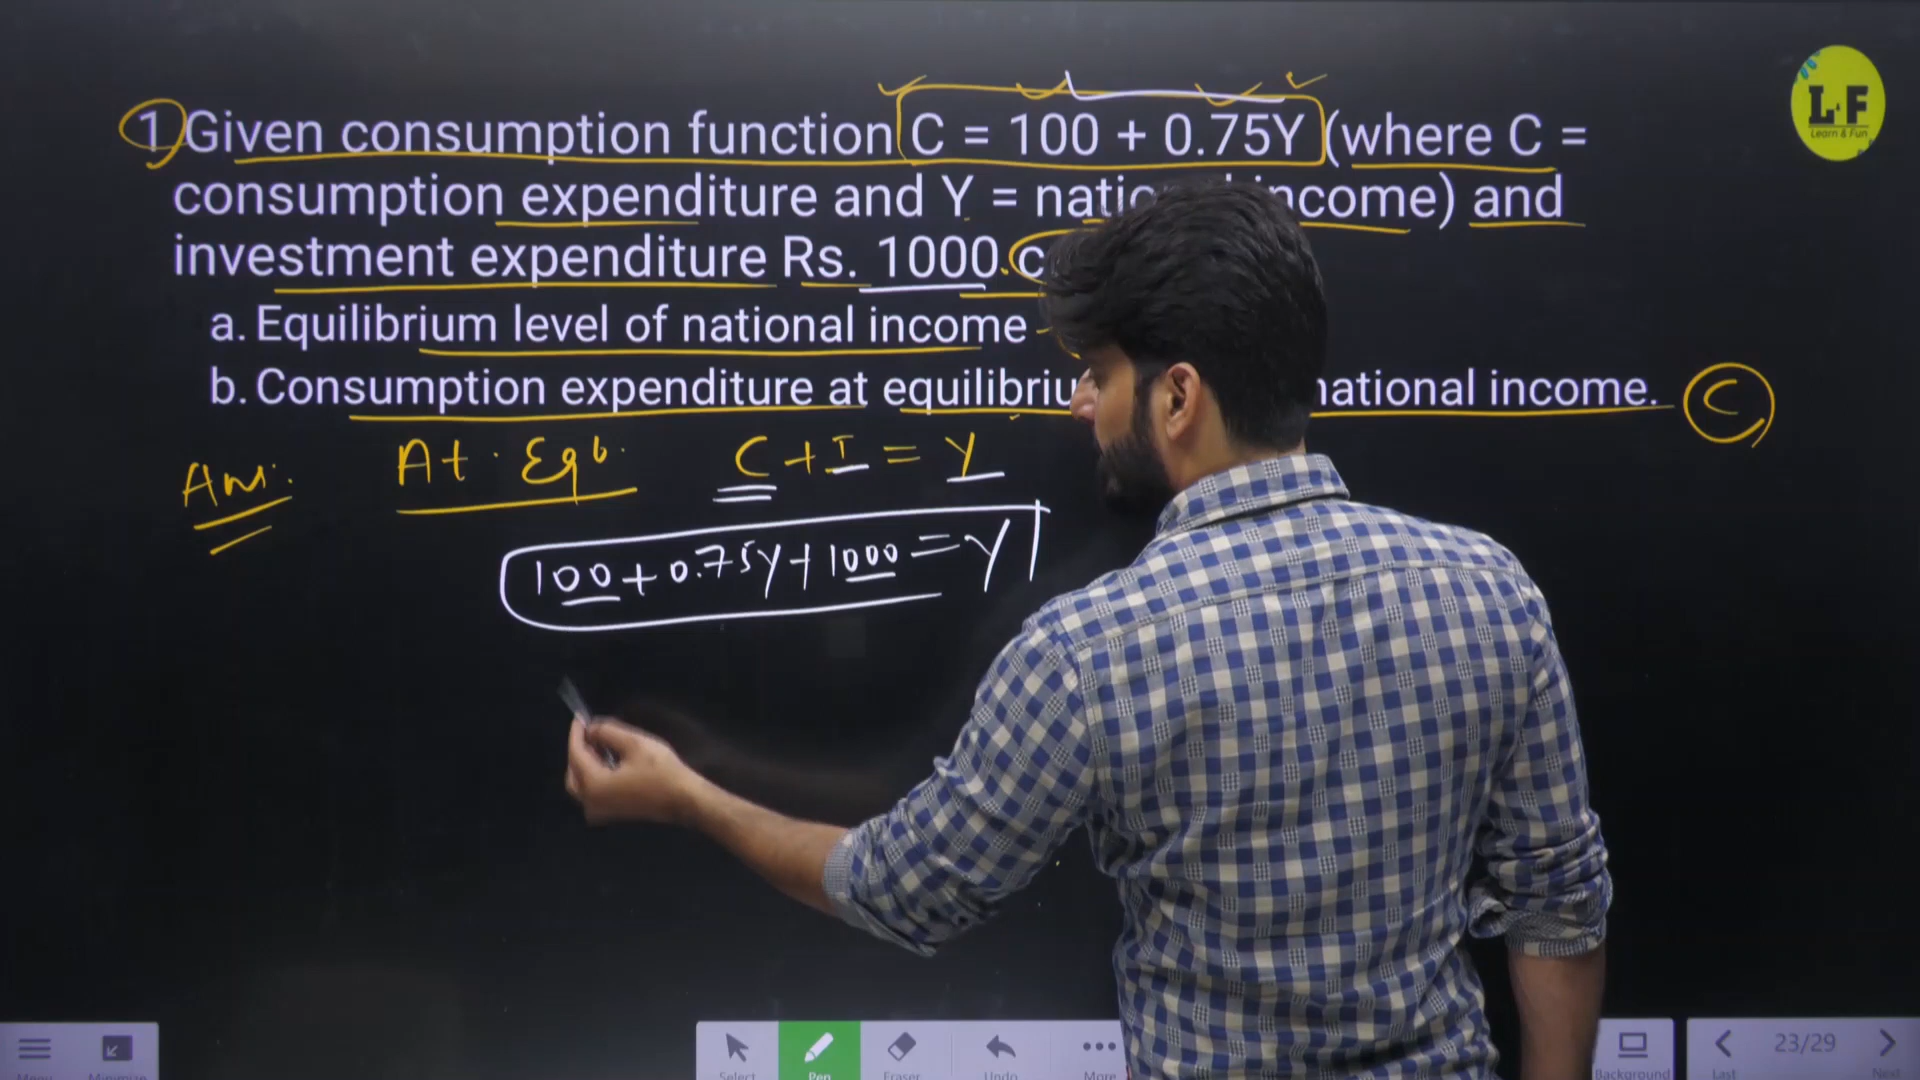 1 Given consumption function C = 100 + 0.75Y (where C =
consumption expenditure and Y = income) and
investment expenditure Rs. 1000.
a. Equilibrium level of national income
b. Consumption expenditure at national income. C
Ans: At Eqb. C + I = Y
100 + 0.75Y + 1000 = Y
L&F
Learn & Fun
Menu Minimize Select Pen Eraser Undo More Background Last 23/29 Next